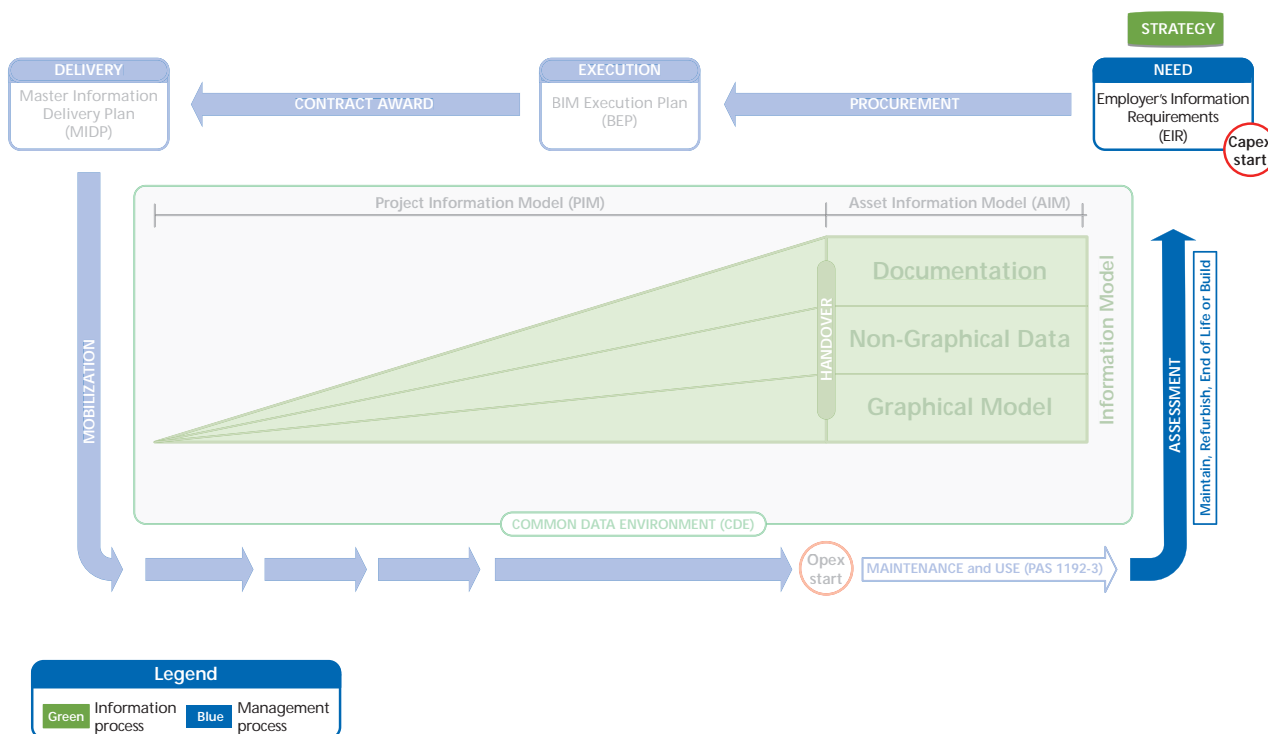 STRATEGY
DELIVERY
Master Information
Delivery Plan
(MIDP)
CONTRACT AWARD
EXECUTION
BIM Execution Plan
(BEP)
PROCUREMENT
NEED
Employer's Information
Requirements
(EIR)
Capex
start
Project Information Model (PIM)
Asset Information Model (AIM)
Documentation
Non-Graphical Data
Graphical Model
HANDOVER
Information Model
MOBILIZATION
ASSESSMENT
Maintain, Refurbish, End of Life or Build
COMMON DATA ENVIRONMENT (CDE)
Opex
start
MAINTENANCE and USE (PAS 1192-3)
Legend
Green
Information
process
Blue
Management
process